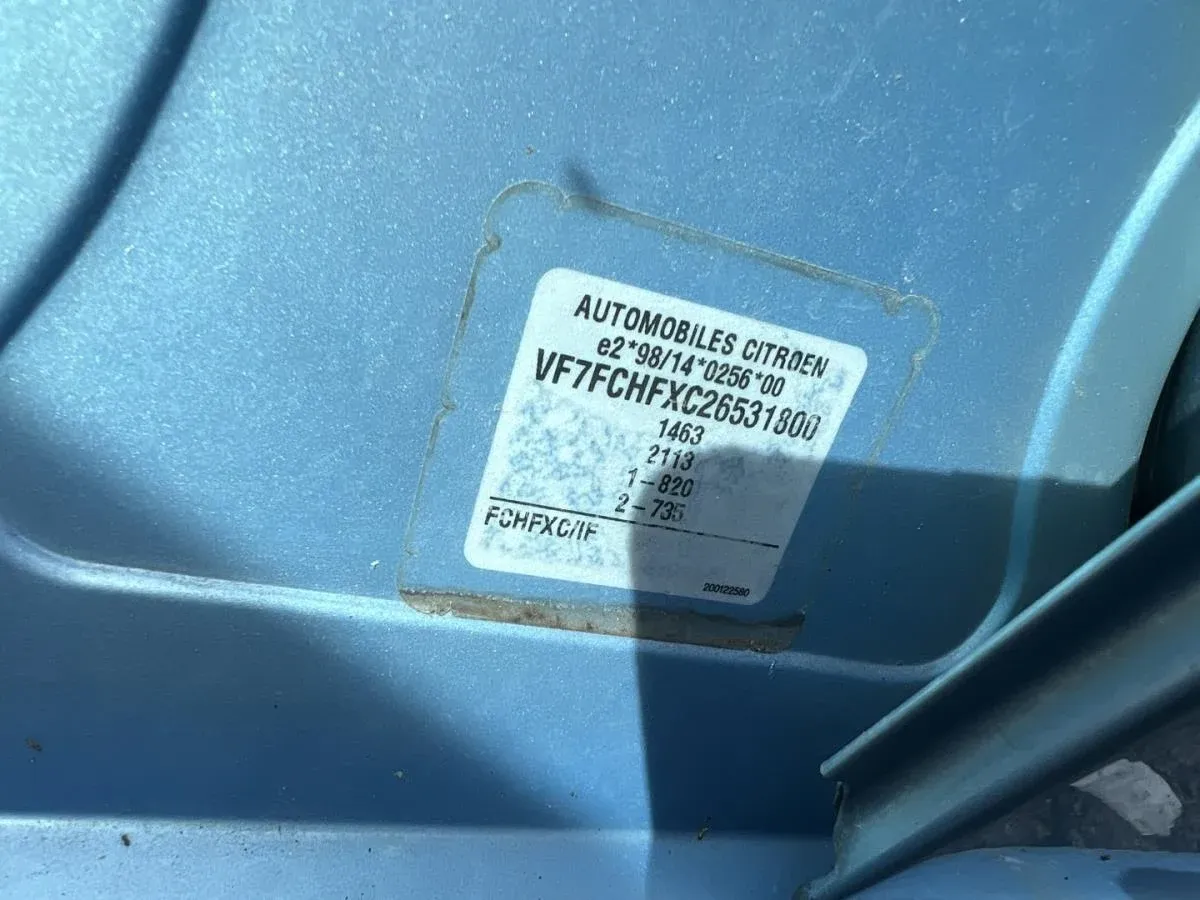 AUTOMOBILES CITROEN
e2*98/14*0256*00
VF7FCHFXC26531800
1463
2113
1-820
2-735
FCHFXC/IF
200122580